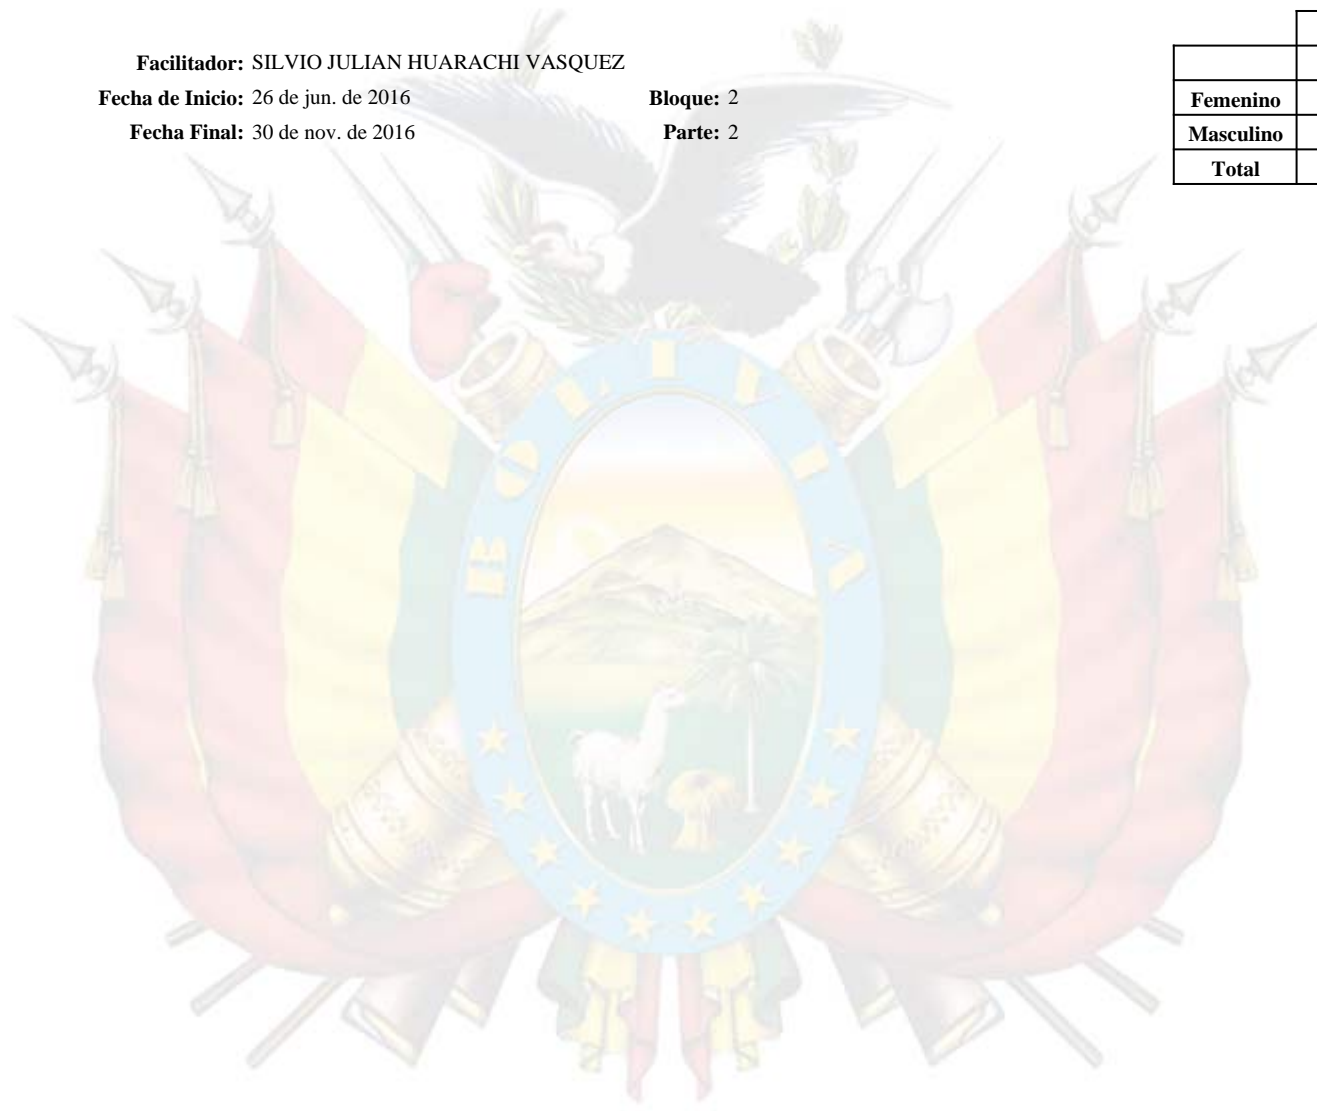 Facilitador: SILVIO JULIAN HUARACHI VASQUEZ
Fecha de Inicio: 26 de jun. de 2016 Bloque: 2
Fecha Final: 30 de nov. de 2016 Parte: 2
Femenino
Masculino
Total
BOLIVIA